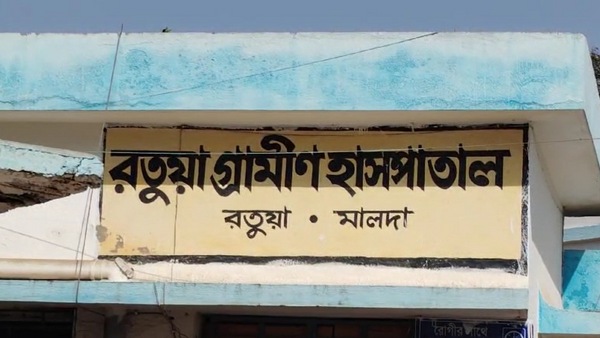 রতুয়া গ্রামীণ হাসপাতাল
রতুয়া • মালদা
রোগীর সাথে